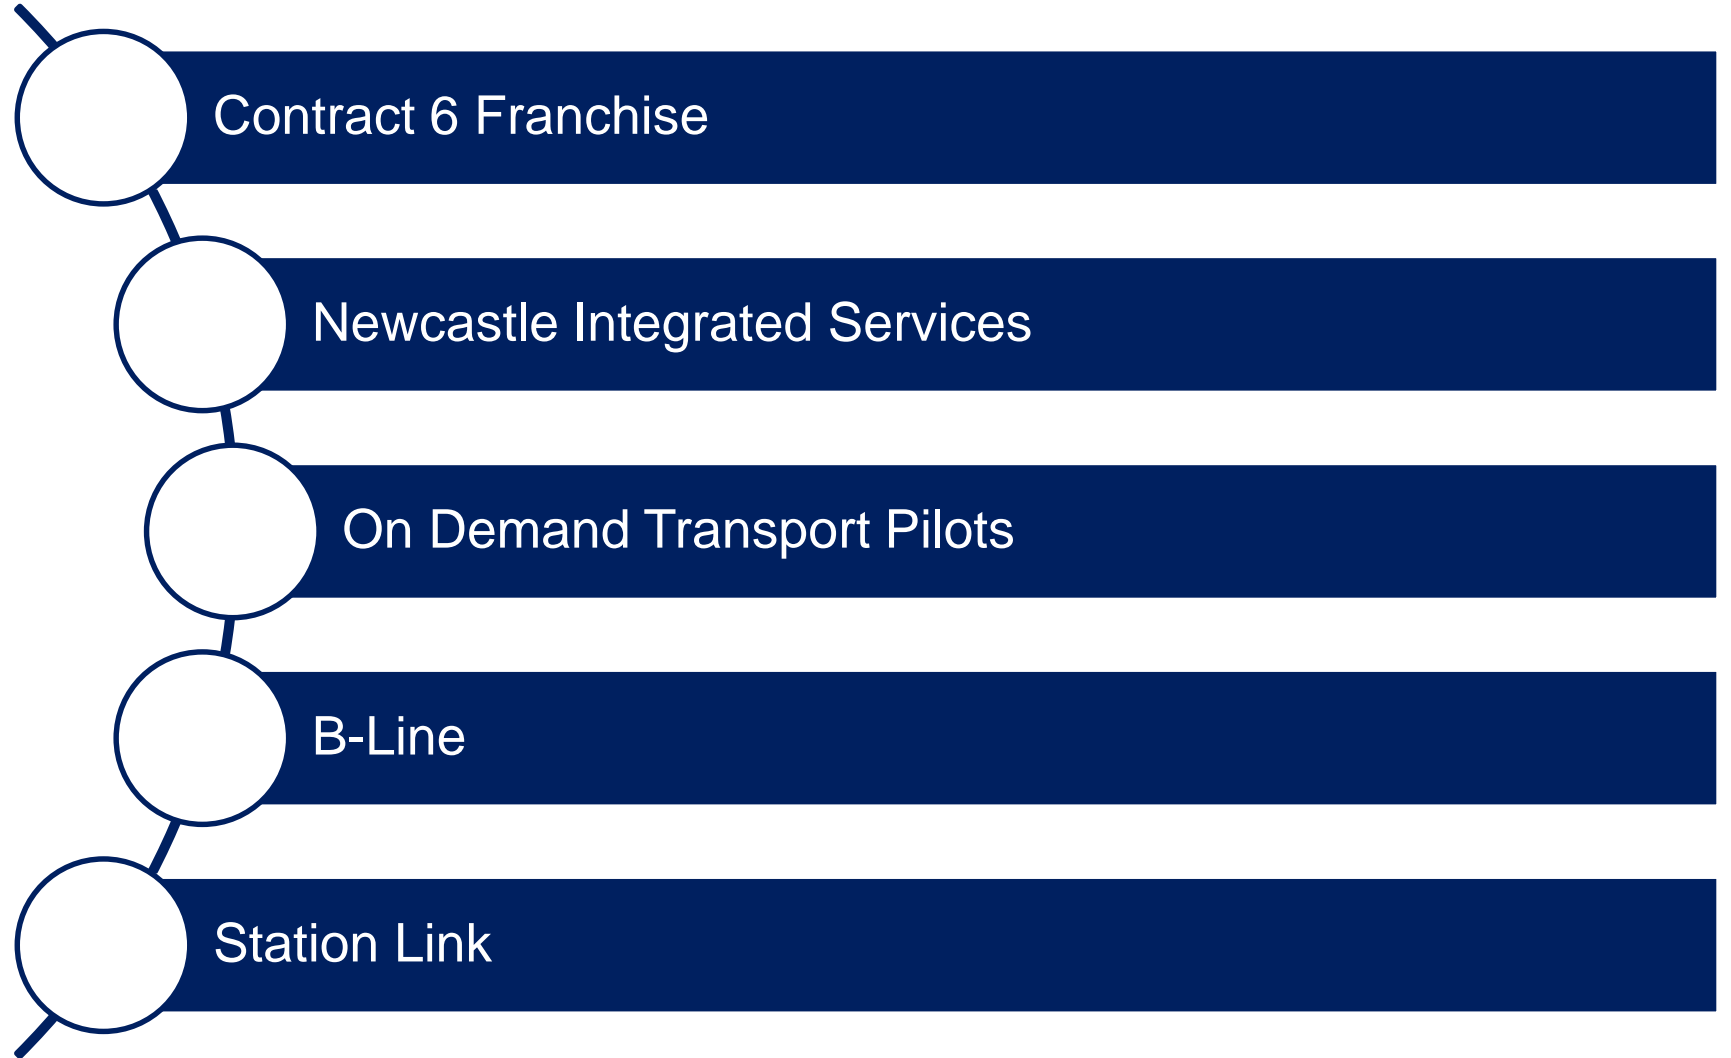 Contract 6 Franchise
Newcastle Integrated Services
On Demand Transport Pilots
B-Line
Station Link